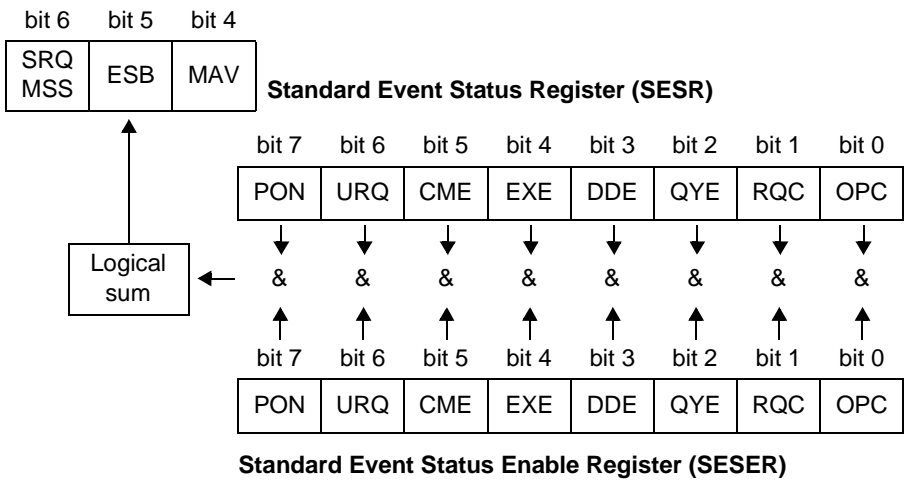 bit 6 bit 5 bit 4
SRQ
MSS ESB MAV
Standard Event Status Register (SESR)
bit 7 bit 6 bit 5 bit 4 bit 3 bit 2 bit 1 bit 0
PON URQ CME EXE DDE QYE RQC OPC
Logical
sum
& & & & & & & &
bit 7 bit 6 bit 5 bit 4 bit 3 bit 2 bit 1 bit 0
PON URQ CME EXE DDE QYE RQC OPC
Standard Event Status Enable Register (SESER)